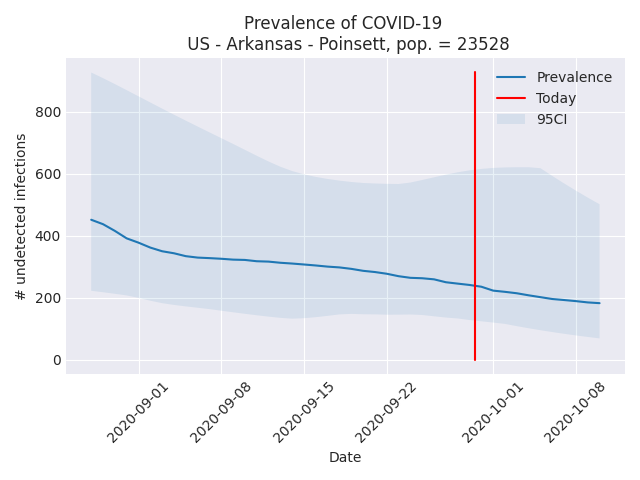 Prevalence of COVID-19
US - Arkansas - Poinsett, pop. = 23528
Prevalence
Today
95CI
# undetected infections
800
600
400
200
0
2020-09-01
2020-09-08
2020-09-15
2020-09-22
2020-10-01
2020-10-08
Date